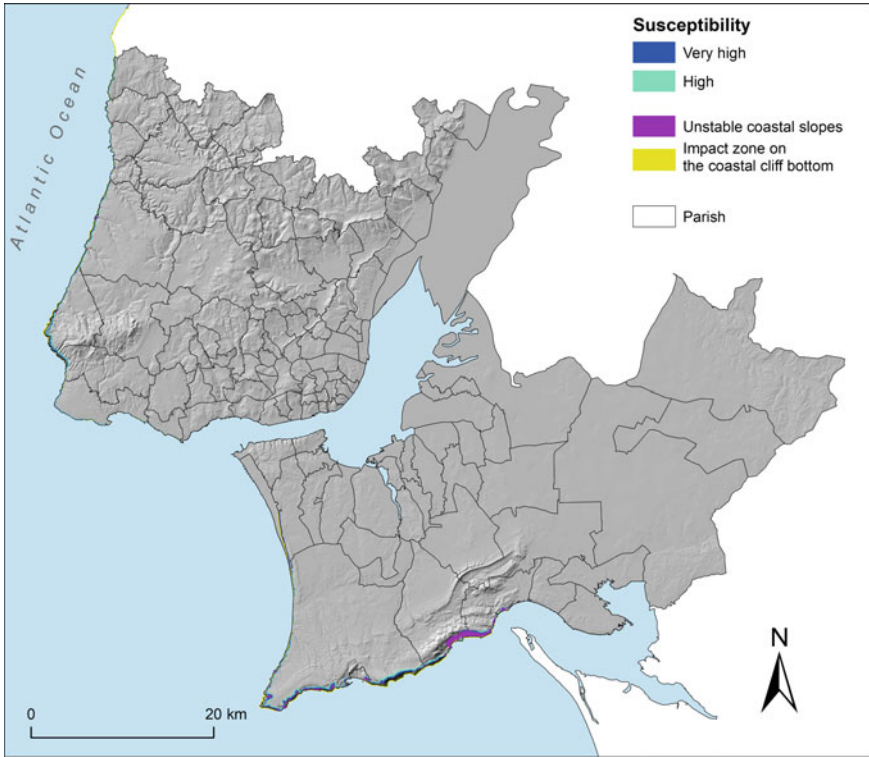 Susceptibility
Very high
High
Unstable coastal slopes
Impact zone on
the coastal cliff bottom
Parish
Atlantic Ocean
N
0 20 km